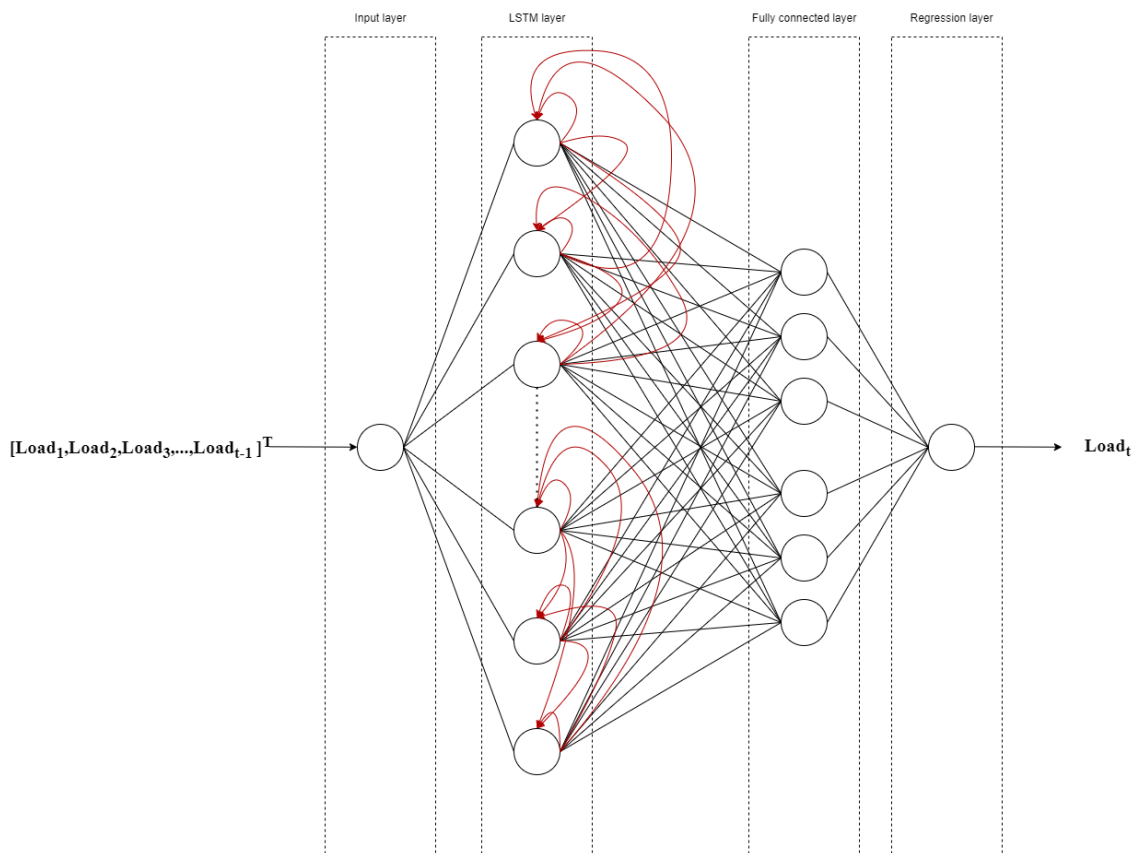 Input layer
LSTM layer
Fully connected layer
Regression layer
[Load₁,Load₂,Load₃,...,Loadₜ₋₁ ]ᵀ
Loadₜ